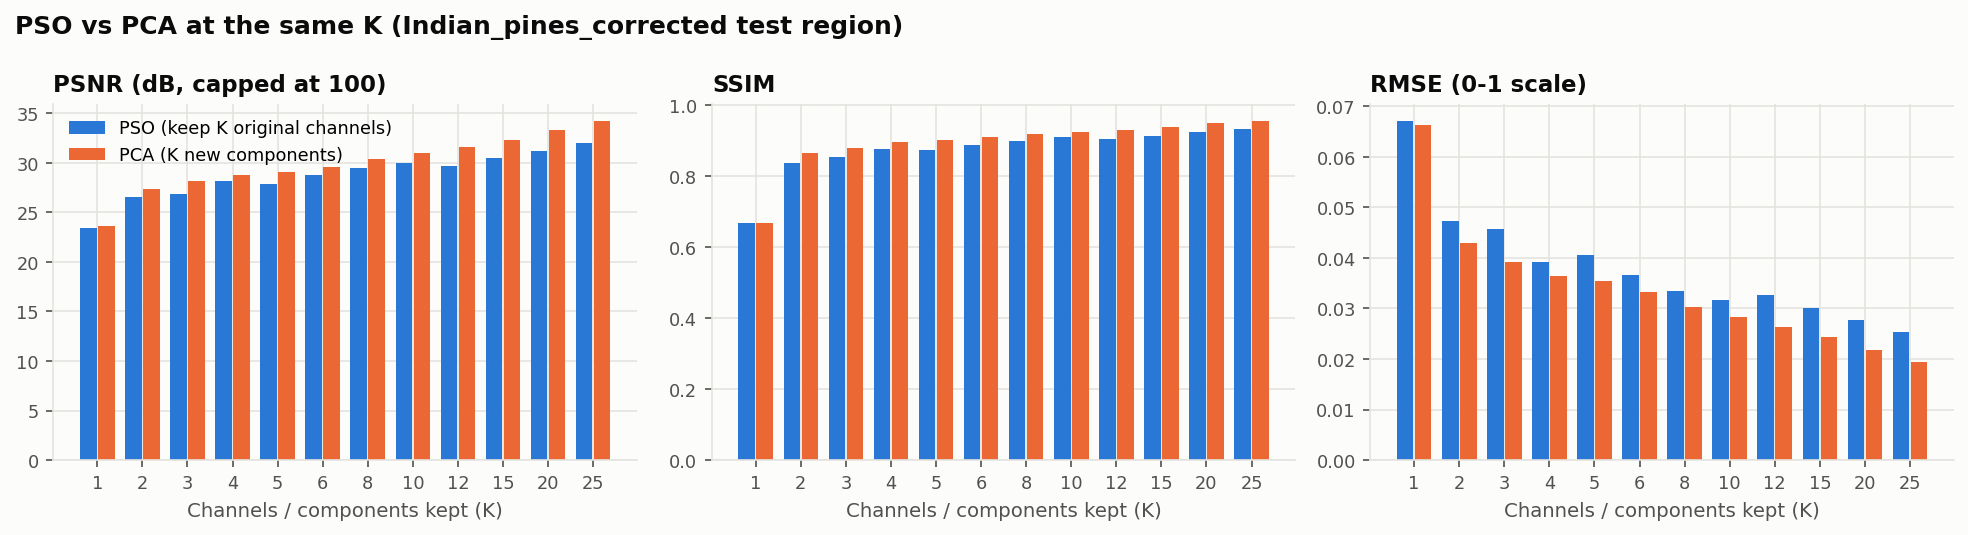 PSO vs PCA at the same K (Indian_pines_corrected test region)
PSNR (dB, capped at 100)
PSO (keep K original channels)
PCA (K new components)
35
30
25
20
15
10
5
0
1 2 3 4 5 6 8 10 12 15 20 25
Channels / components kept (K)
SSIM
1.0
0.8
0.6
0.4
0.2
0.0
1 2 3 4 5 6 8 10 12 15 20 25
Channels / components kept (K)
RMSE (0-1 scale)
0.07
0.06
0.05
0.04
0.03
0.02
0.01
0.00
1 2 3 4 5 6 8 10 12 15 20 25
Channels / components kept (K)